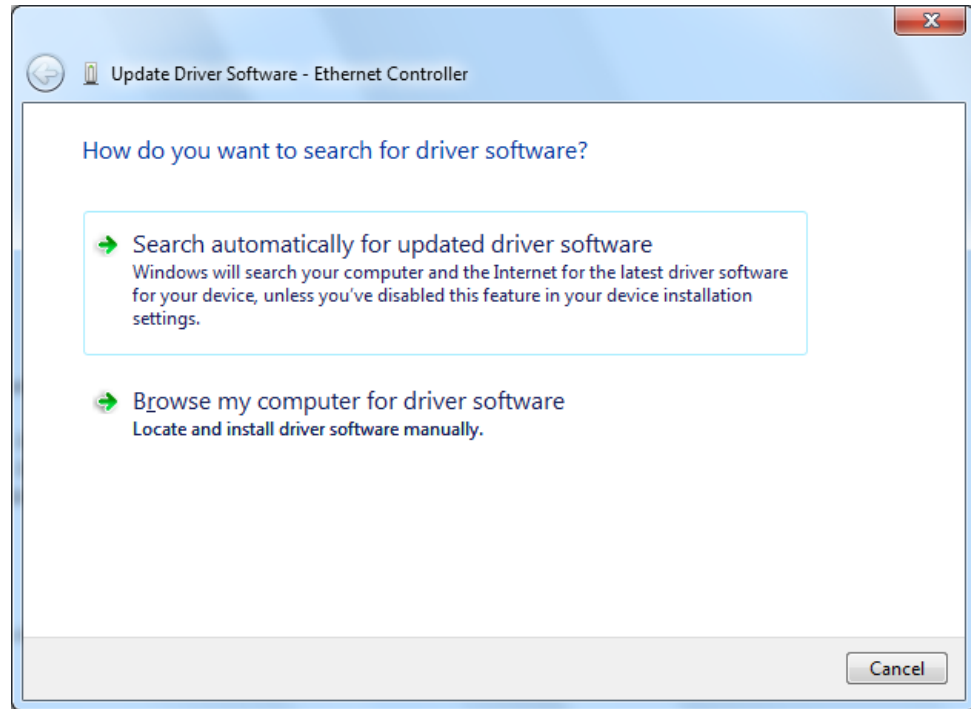 Update Driver Software - Ethernet Controller
How do you want to search for driver software?
Search automatically for updated driver software
Windows will search your computer and the Internet for the latest driver software
for your device, unless you've disabled this feature in your device installation
settings.
Browse my computer for driver software
Locate and install driver software manually.
Cancel